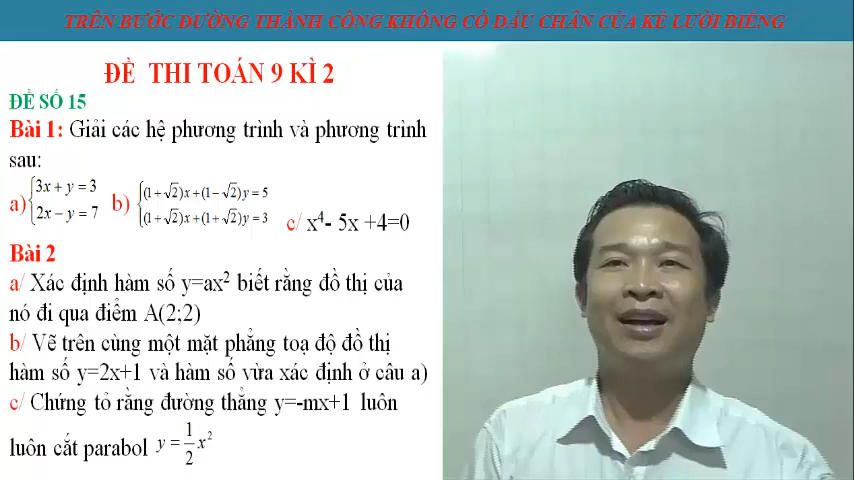 TRÊN BƯỚC ĐƯỜNG THÀNH CÔNG KHÔNG CÓ DẤU CHÂN CỦA KẺ LƯỜI BIẾNG
ĐỀ THI TOÁN 9 KÌ 2
ĐỀ SỐ 15
Bài 1: Giải các hệ phương trình và phương trình
sau:
a) {3x + y = 3 b) {(1+√2)x+(1−√2)y = 5
{2x − y = 7 {(1+√2)x+(1+√2)y = 3 c/ x⁴- 5x +4=0
Bài 2
a/ Xác định hàm số y=ax² biết rằng đồ thị của
nó đi qua điểm A(2;2)
b/ Vẽ trên cùng một mặt phẳng toạ độ đồ thị
hàm số y=2x+1 và hàm số vừa xác định ở câu a)
c/ Chứng tỏ rằng đường thẳng y=-mx+1 luôn
luôn cắt parabol y = 1/2 x²